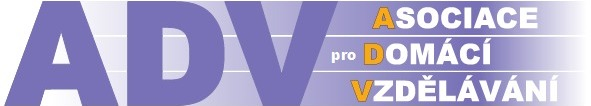 ADV
ASOCIACE
pro DOMÁCÍ
VZDĚLÁVÁNÍ